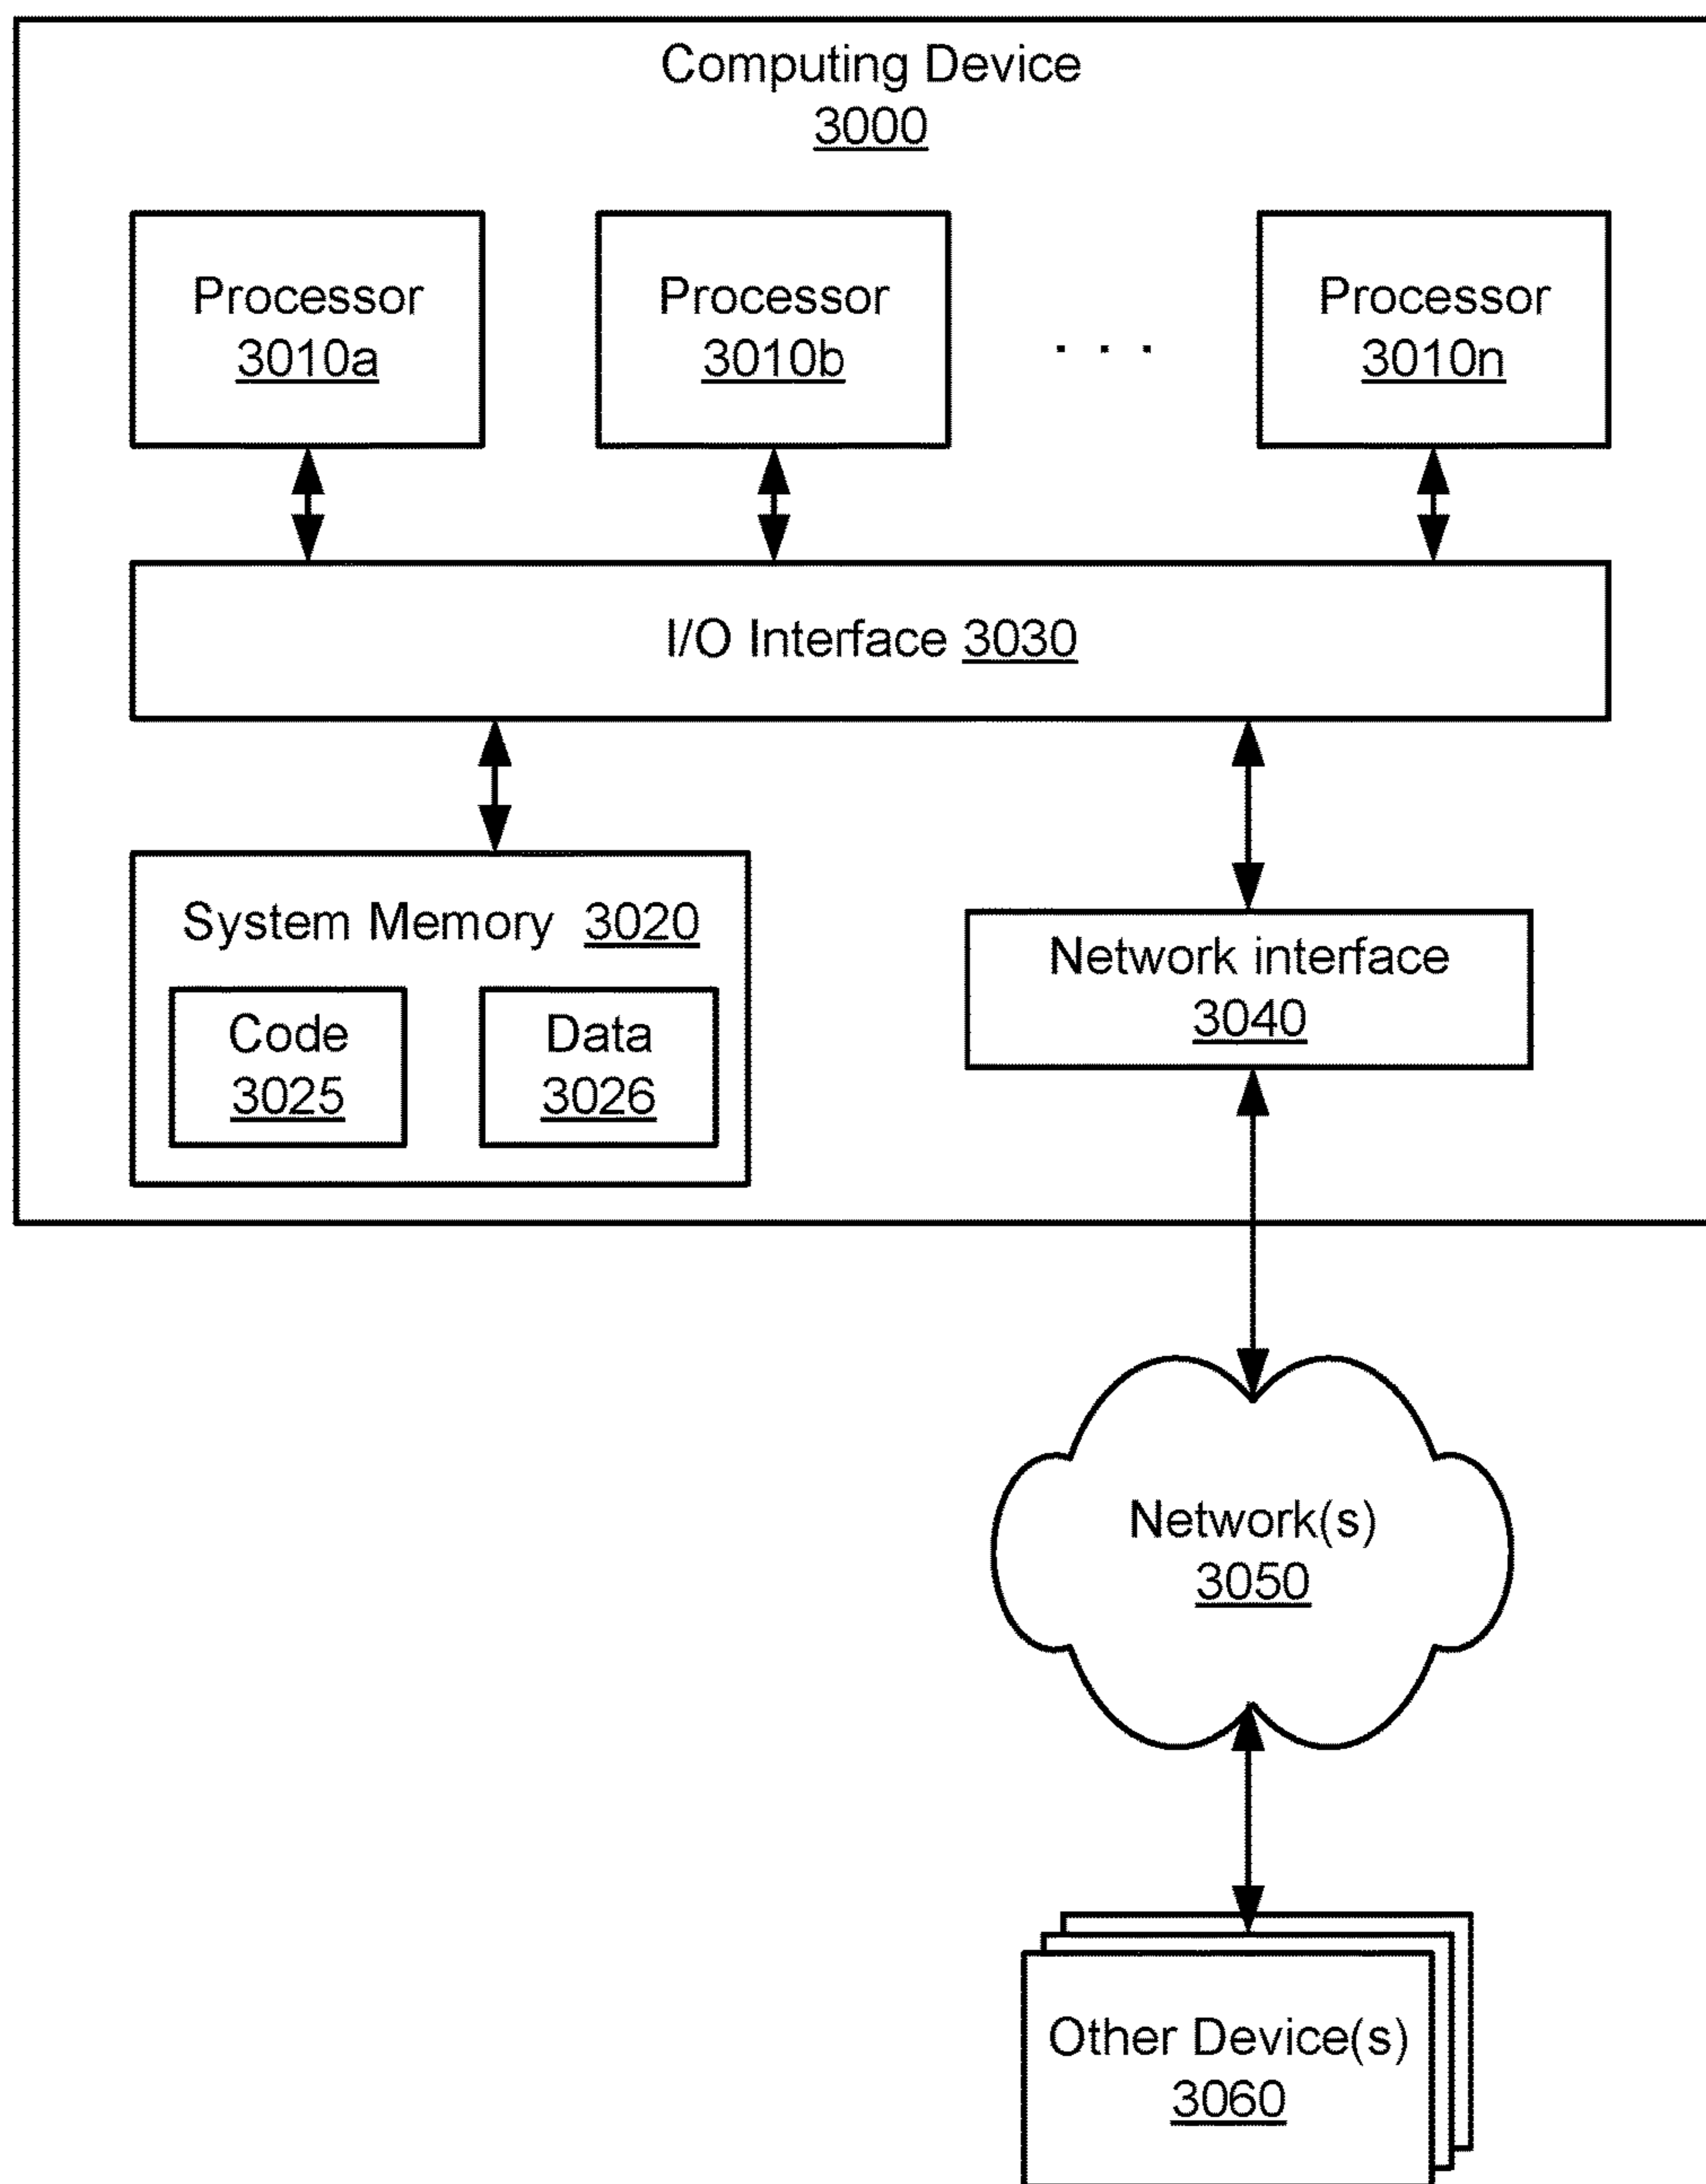 Computing Device
3000
Processor
3010a
Processor
3010b
. . .
Processor
3010n
I/O Interface 3030
System Memory 3020
Code
3025
Data
3026
Network interface
3040
Network(s)
3050
Other Device(s)
3060